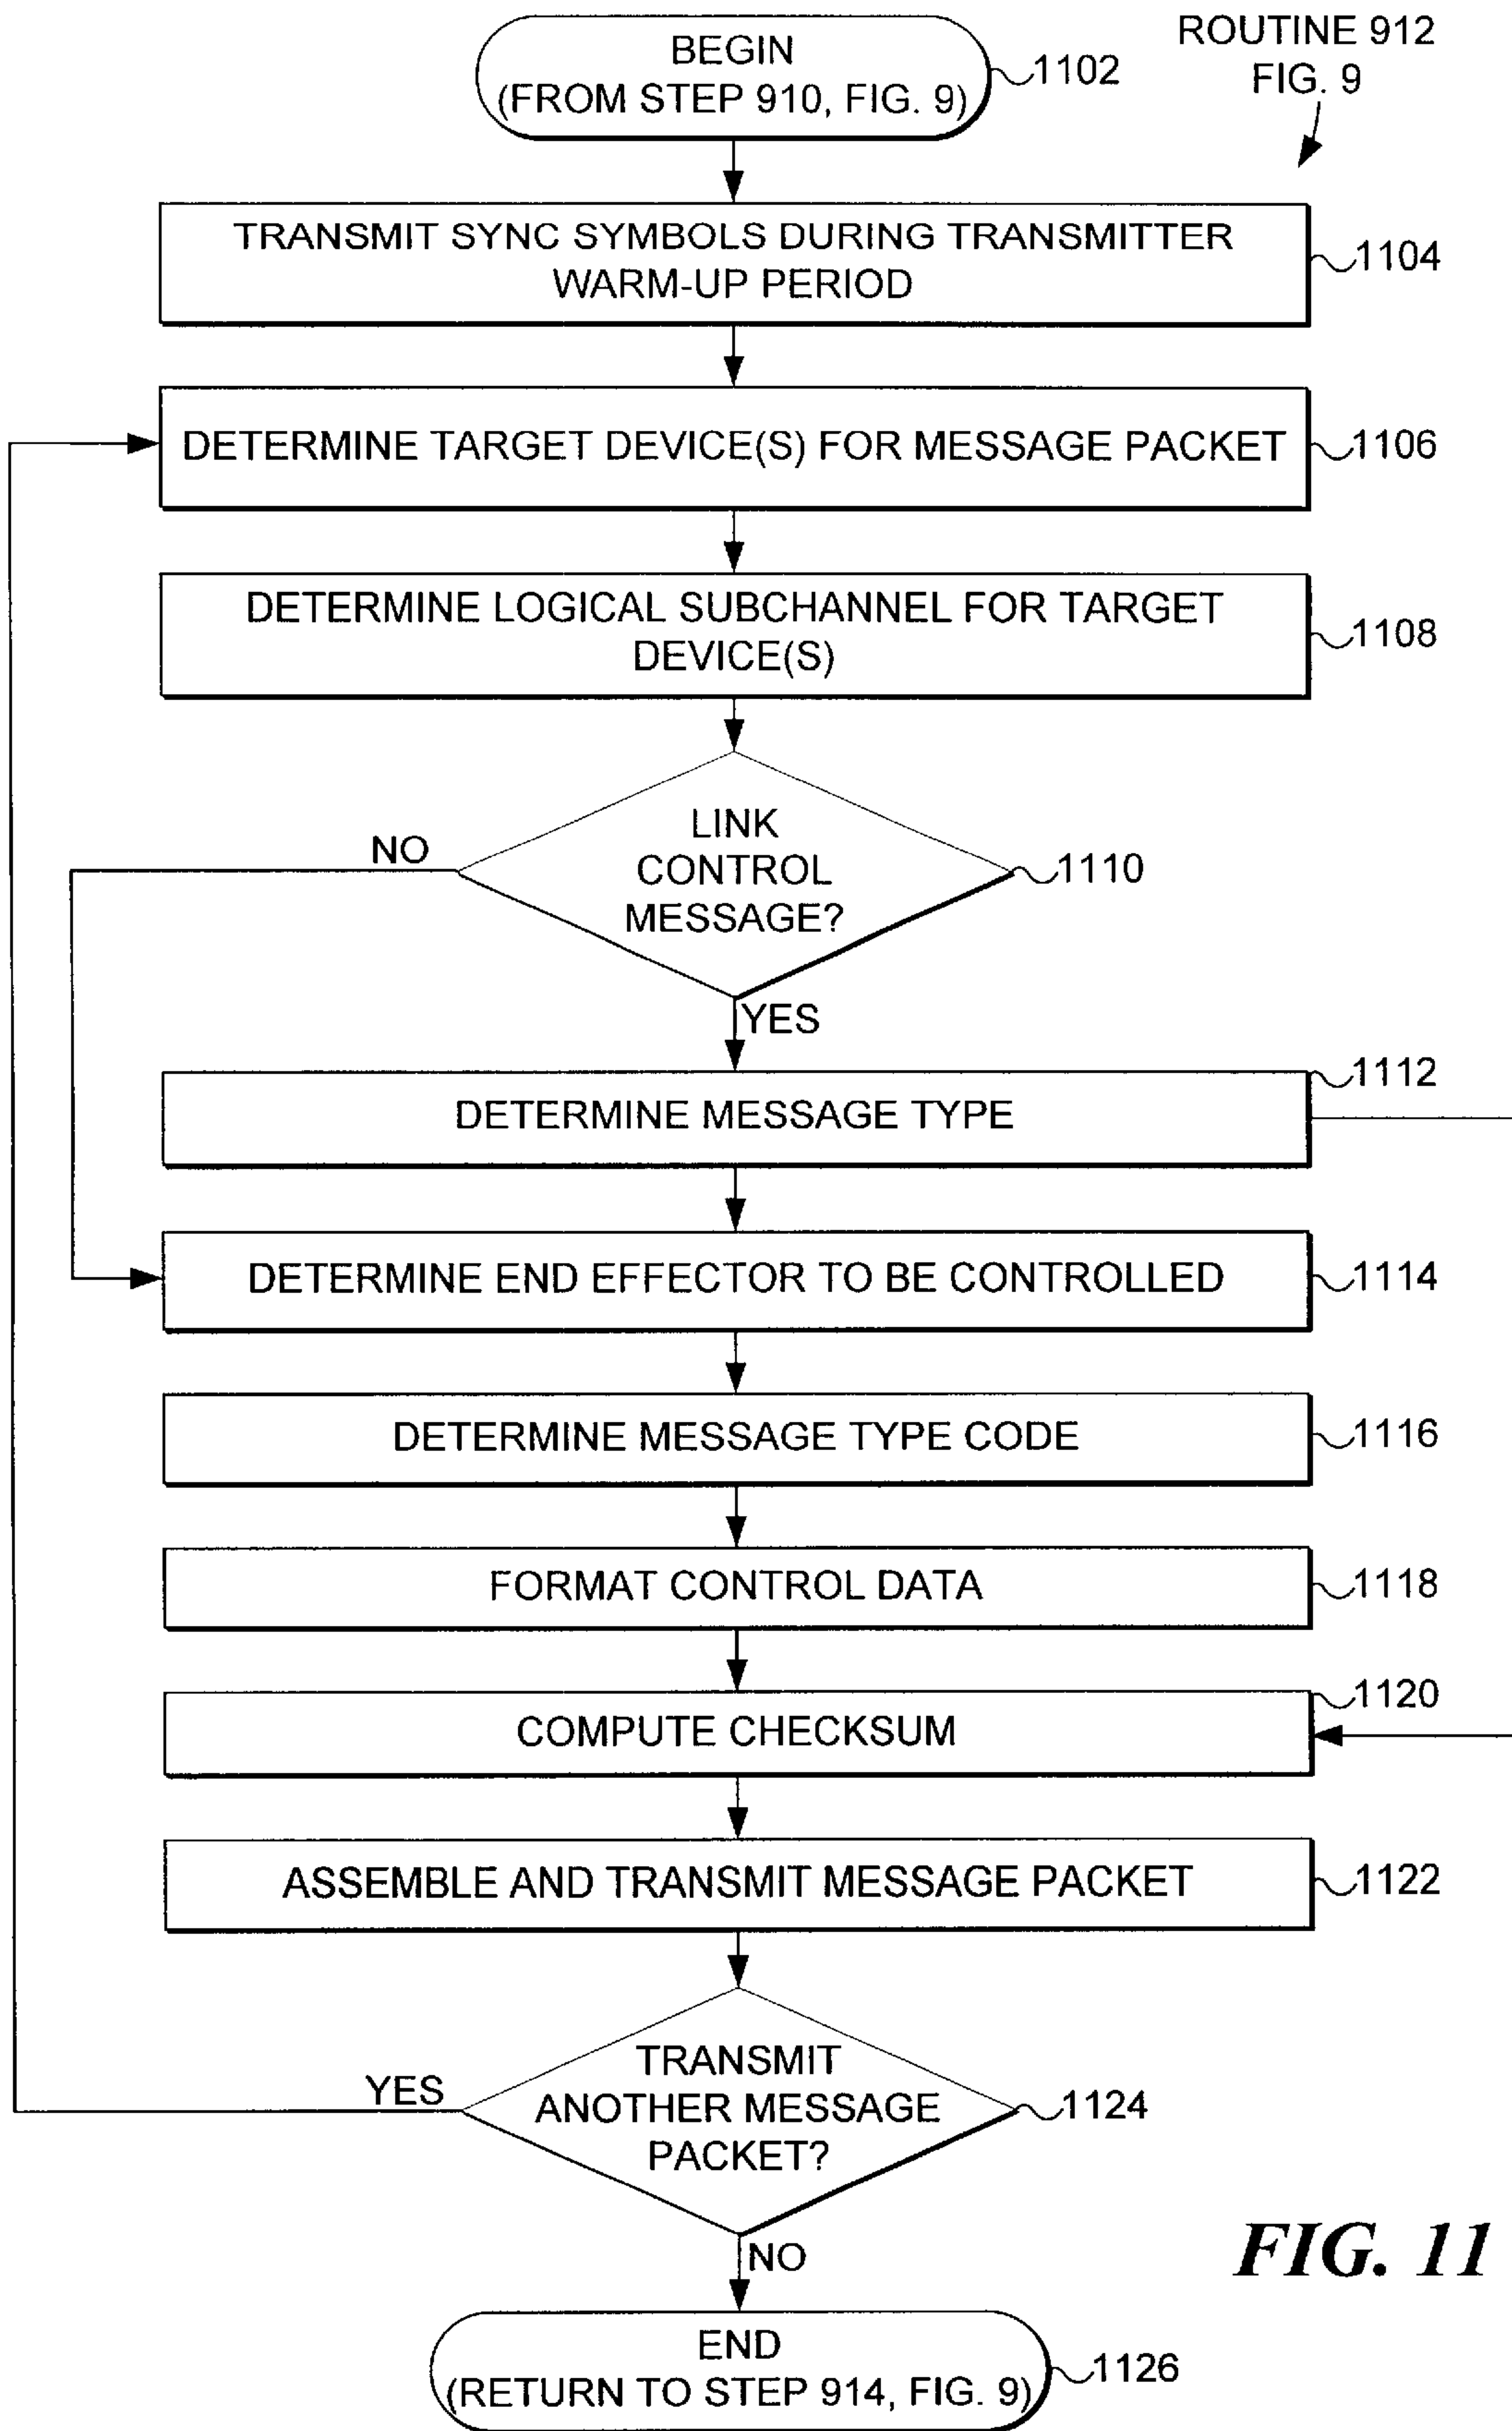 BEGIN
(FROM STEP 910, FIG. 9)
1102
ROUTINE 912
FIG. 9
TRANSMIT SYNC SYMBOLS DURING TRANSMITTER
WARM-UP PERIOD
1104
DETERMINE TARGET DEVICE(S) FOR MESSAGE PACKET
1106
DETERMINE LOGICAL SUBCHANNEL FOR TARGET
DEVICE(S)
1108
NO
LINK
CONTROL
MESSAGE?
1110
YES
1112
DETERMINE MESSAGE TYPE
DETERMINE END EFFECTOR TO BE CONTROLLED
1114
DETERMINE MESSAGE TYPE CODE
1116
FORMAT CONTROL DATA
1118
1120
COMPUTE CHECKSUM
ASSEMBLE AND TRANSMIT MESSAGE PACKET
1122
YES
TRANSMIT
ANOTHER MESSAGE
PACKET?
1124
NO
FIG. 11
END
(RETURN TO STEP 914, FIG. 9)
1126